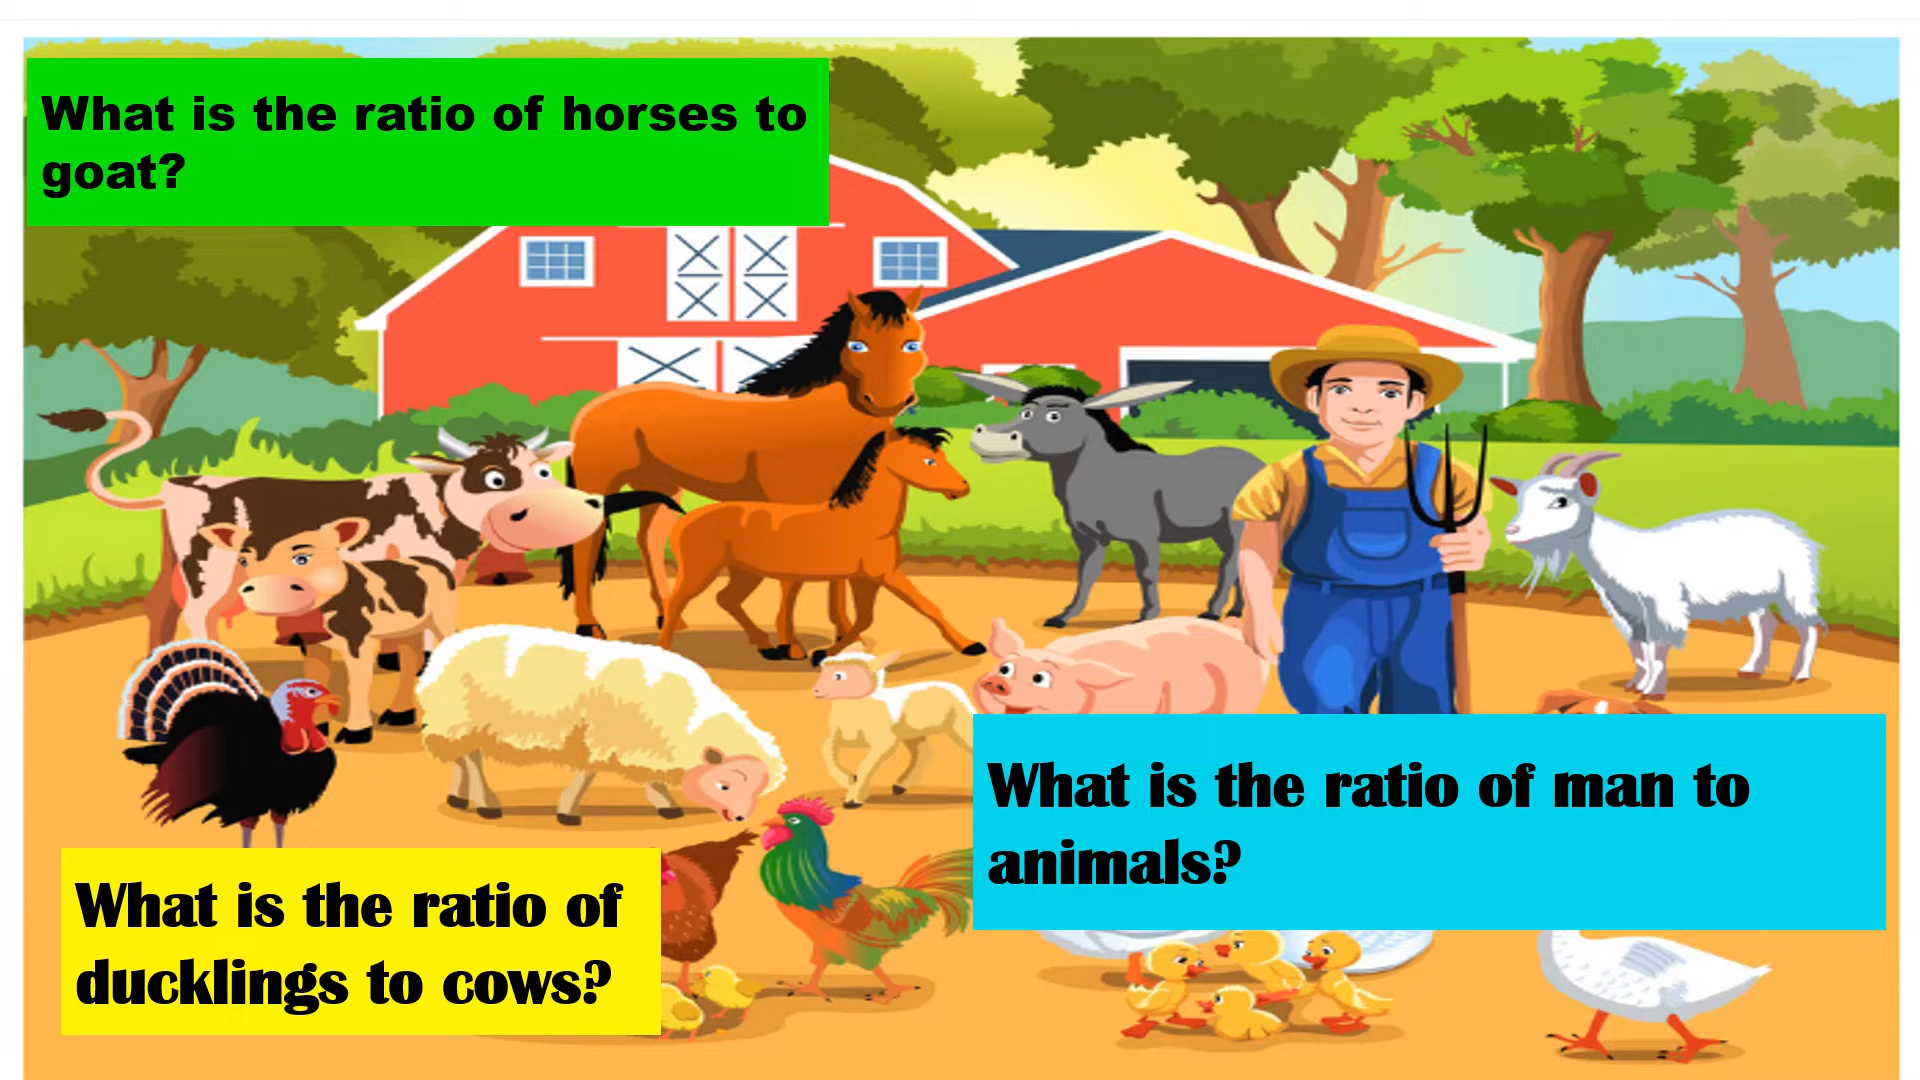 What is the ratio of horses to
goat?
What is the ratio of man to
animals?
What is the ratio of
ducklings to cows?